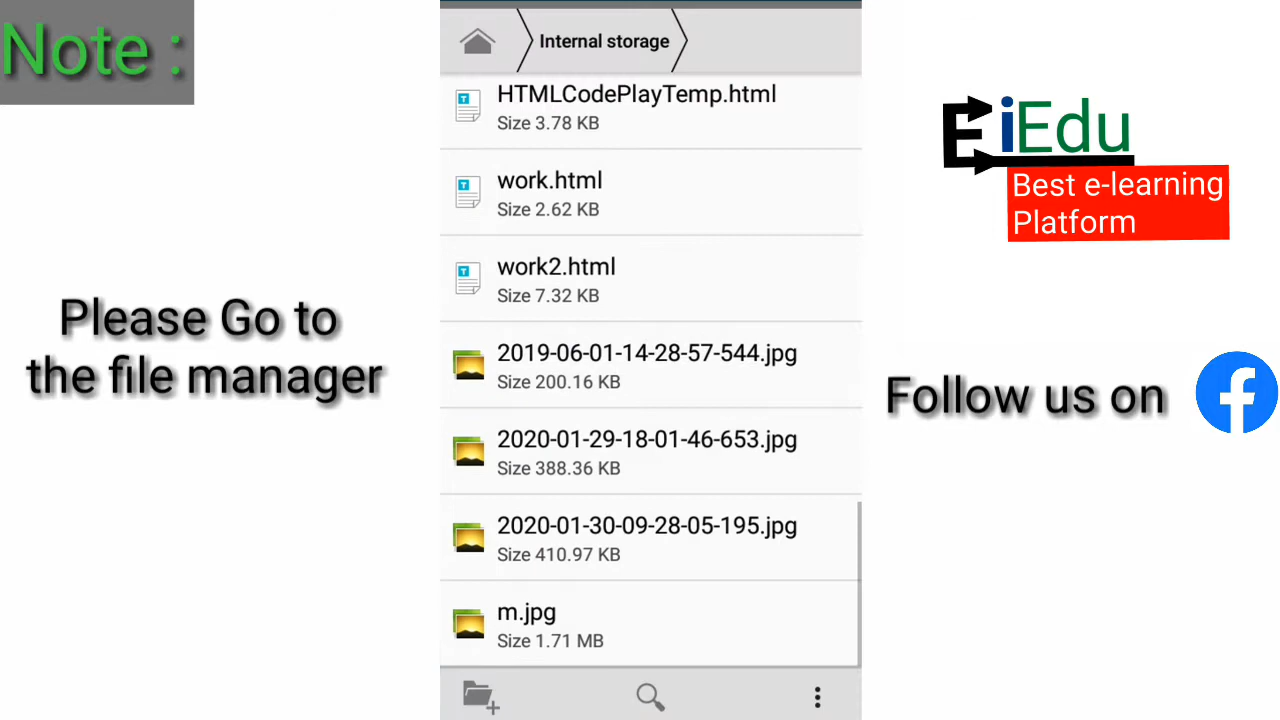 Note :
Please Go to
the file manager
Internal storage
HTMLCodePlayTemp.html
Size 3.78 KB
work.html
Size 2.62 KB
work2.html
Size 7.32 KB
2019-06-01-14-28-57-544.jpg
Size 200.16 KB
2020-01-29-18-01-46-653.jpg
Size 388.36 KB
2020-01-30-09-28-05-195.jpg
Size 410.97 KB
m.jpg
Size 1.71 MB
E iEdu
Best e-learning
Platform
Follow us on f